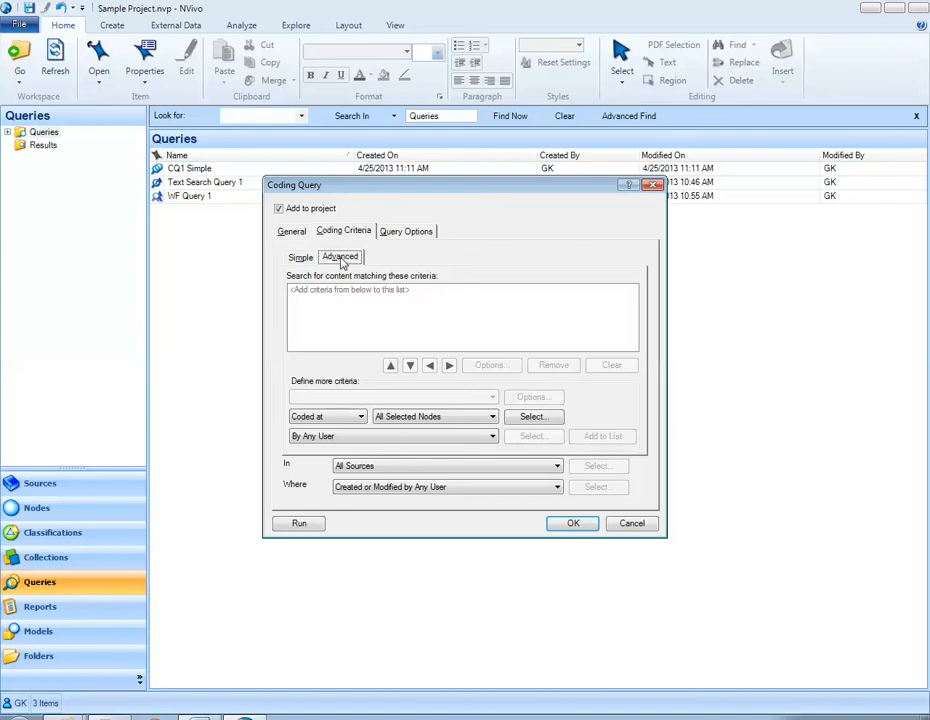 Sample Project.nvp - NVivo
File Home Create External Data Analyze Explore Layout View
Go Refresh Open Properties Edit Paste Cut Copy Merge
B I U
Reset Settings
Select PDF Selection Text Region Find Replace Delete Insert
Workspace Item Clipboard Format Paragraph Styles Editing
Queries
Look for: Search In Queries Find Now Clear Advanced Find x
Queries
Results
Queries
Name Created On Created By Modified On Modified By
CQ1 Simple 4/25/2013 11:11 AM GK 4/25/2013 11:11 AM GK
Text Search Query 1 13 10:46 AM GK
WF Query 1 13 10:55 AM GK
Coding Query
Add to project
General Coding Criteria Query Options
Simple Advanced
Search for content matching these criteria:
<Add criteria from below to this list>
Options... Remove Clear
Define more criteria:
Options...
Coded at All Selected Nodes Select...
By Any User Select... Add to List
In All Sources Select...
Where Created or Modified by Any User Select...
Run OK Cancel
Sources
Nodes
Classifications
Collections
Queries
Reports
Models
Folders
GK 3 Items